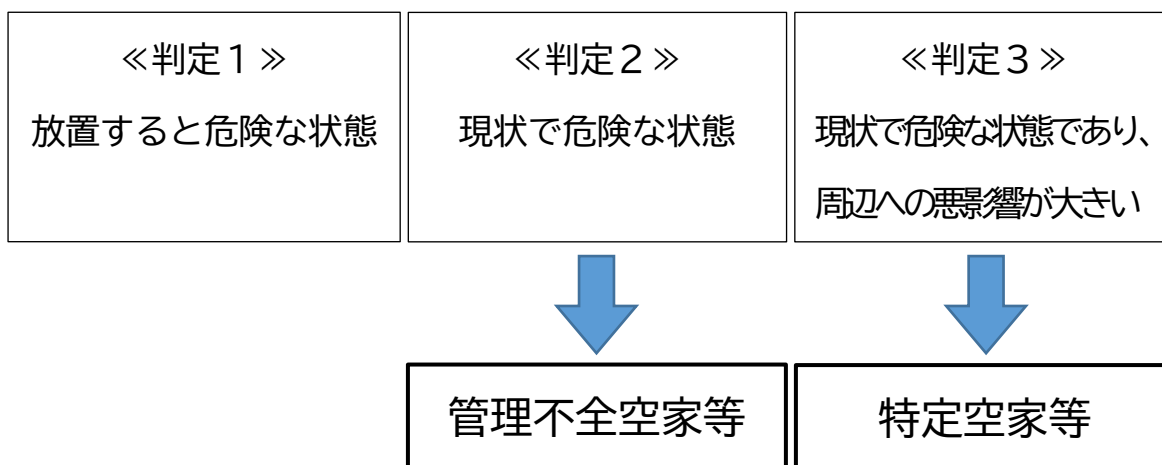 ≪判定１≫
放置すると危険な状態
≪判定２≫
現状で危険な状態
≪判定３≫
現状で危険な状態であり、
周辺への悪影響が大きい
管理不全空家等
特定空家等